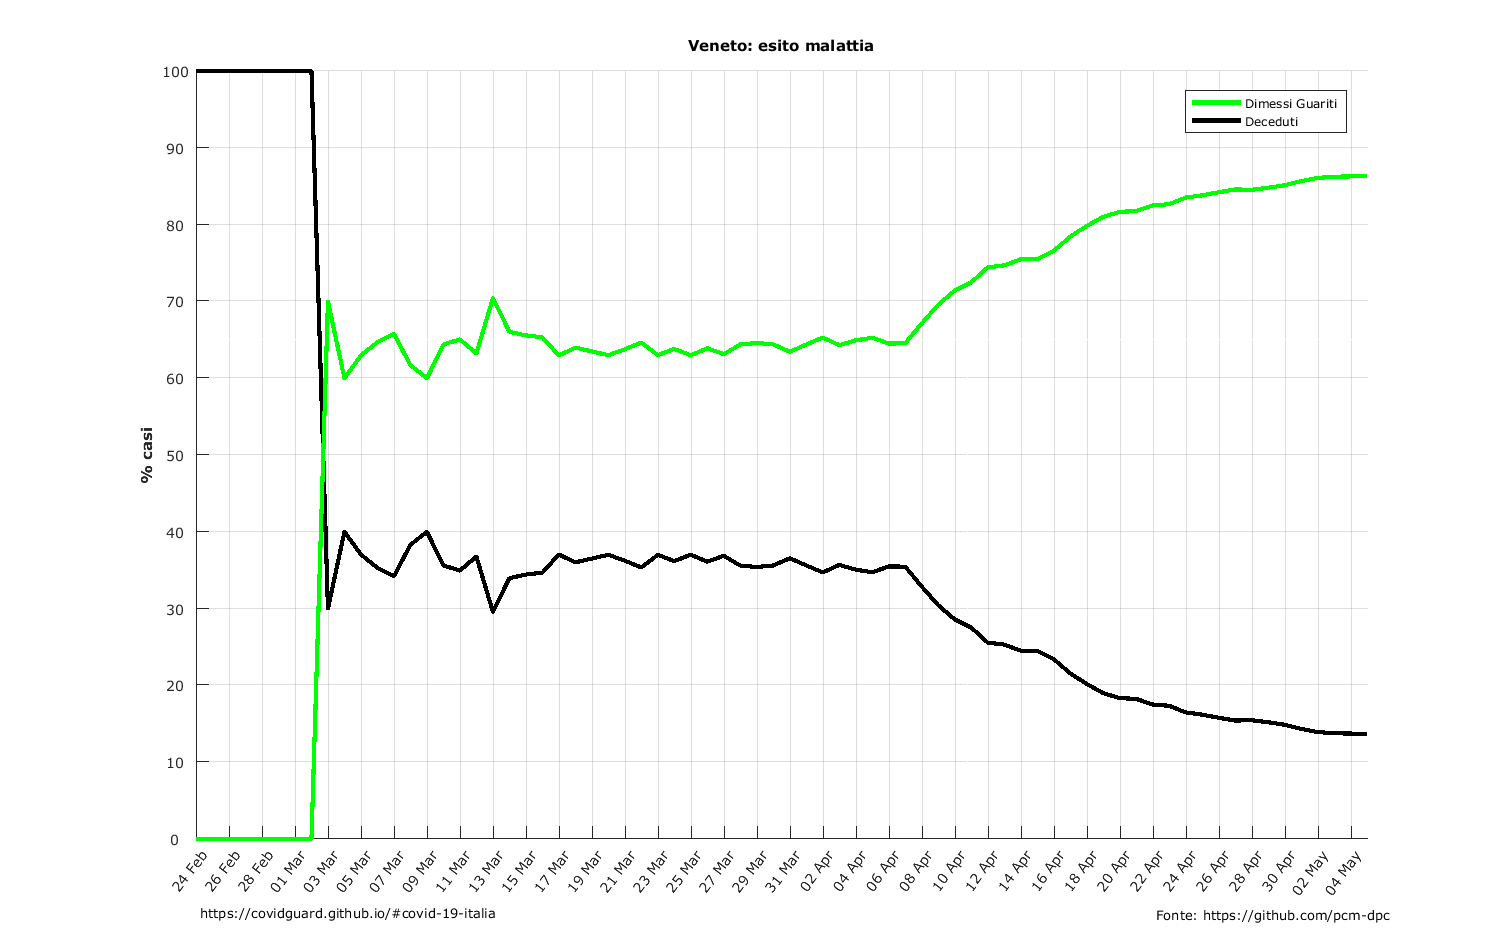 Veneto: esito malattia
Dimessi Guariti
Deceduti
% casi
100
90
80
70
60
50
40
30
20
10
0
24 Feb
26 Feb
28 Feb
01 Mar
03 Mar
05 Mar
07 Mar
09 Mar
11 Mar
13 Mar
15 Mar
17 Mar
19 Mar
21 Mar
23 Mar
25 Mar
27 Mar
29 Mar
31 Mar
02 Apr
04 Apr
06 Apr
08 Apr
10 Apr
12 Apr
14 Apr
16 Apr
18 Apr
20 Apr
22 Apr
24 Apr
26 Apr
28 Apr
30 Apr
02 May
04 May
https://covidguard.github.io/#covid-19-italia
Fonte: https://github.com/pcm-dpc